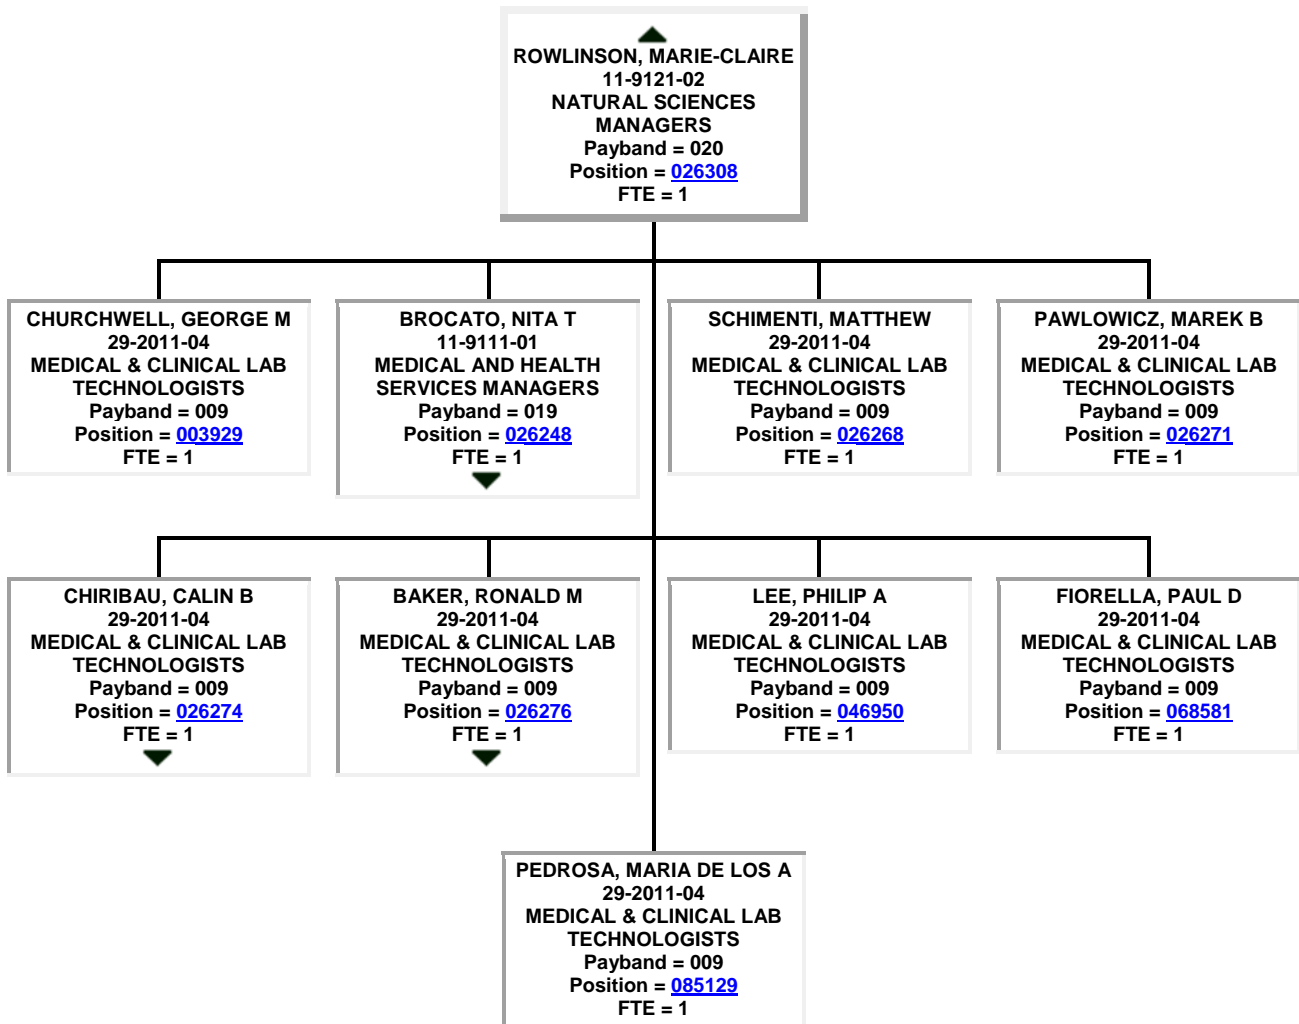 ROWLINSON, MARIE-CLAIRE
11-9121-02
NATURAL SCIENCES
MANAGERS
Payband = 020
Position = 026308
FTE = 1
CHURCHWELL, GEORGE M
29-2011-04
MEDICAL & CLINICAL LAB
TECHNOLOGISTS
Payband = 009
Position = 003929
FTE = 1
BROCATO, NITA T
11-9111-01
MEDICAL AND HEALTH
SERVICES MANAGERS
Payband = 019
Position = 026248
FTE = 1
SCHIMENTI, MATTHEW
29-2011-04
MEDICAL & CLINICAL LAB
TECHNOLOGISTS
Payband = 009
Position = 026268
FTE = 1
PAWLOWICZ, MAREK B
29-2011-04
MEDICAL & CLINICAL LAB
TECHNOLOGISTS
Payband = 009
Position = 026271
FTE = 1
CHIRIBAU, CALIN B
29-2011-04
MEDICAL & CLINICAL LAB
TECHNOLOGISTS
Payband = 009
Position = 026274
FTE = 1
BAKER, RONALD M
29-2011-04
MEDICAL & CLINICAL LAB
TECHNOLOGISTS
Payband = 009
Position = 026276
FTE = 1
LEE, PHILIP A
29-2011-04
MEDICAL & CLINICAL LAB
TECHNOLOGISTS
Payband = 009
Position = 046950
FTE = 1
FIORELLA, PAUL D
29-2011-04
MEDICAL & CLINICAL LAB
TECHNOLOGISTS
Payband = 009
Position = 068581
FTE = 1
PEDROSA, MARIA DE LOS A
29-2011-04
MEDICAL & CLINICAL LAB
TECHNOLOGISTS
Payband = 009
Position = 085129
FTE = 1